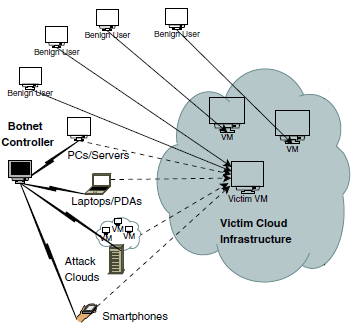 Benign User
Benign User
Benign User
Benign User
Botnet
Controller
PCs/Servers
VM
VM
Laptops/PDAs
Victim VM
VM
VM
VM
Victim Cloud
Infrastructure
Attack
Clouds
Smartphones